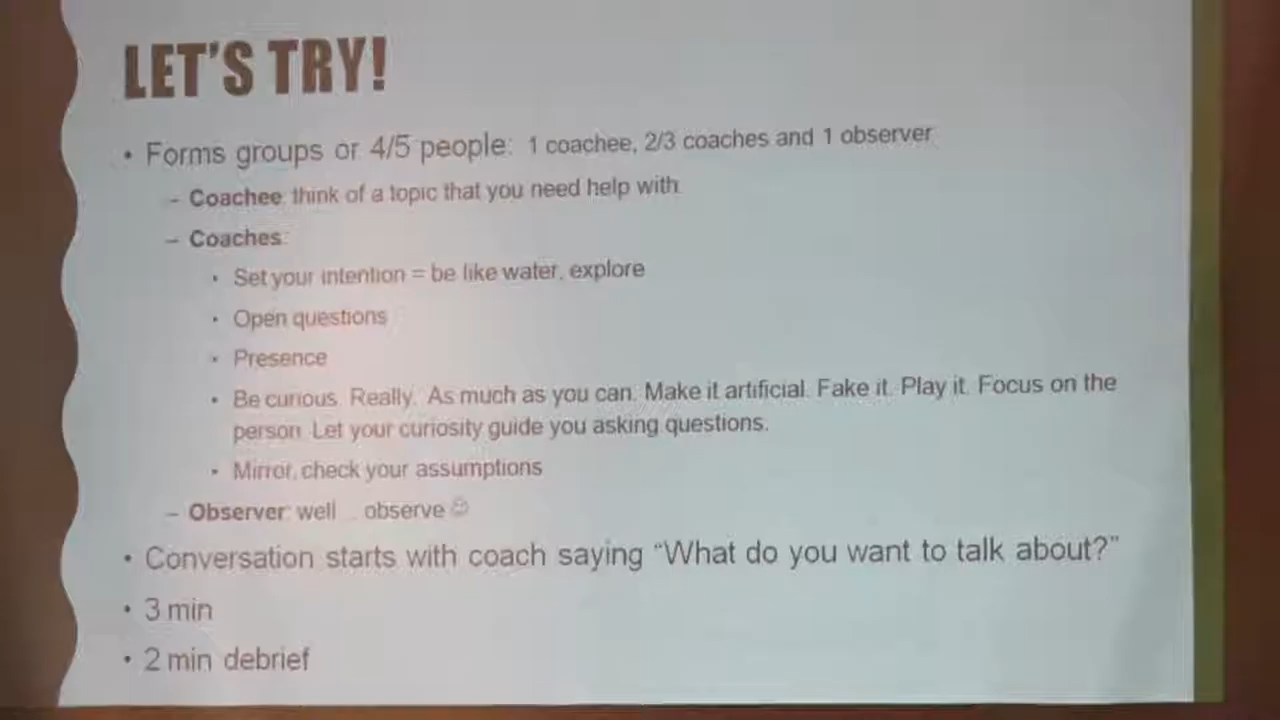 LET'S TRY!
• Forms groups or 4/5 people: 1 coachee, 2/3 coaches and 1 observer
– Coachee: think of a topic that you need help with.
– Coaches:
• Set your intention = be like water, explore
• Open questions
• Presence
• Be curious. Really. As much as you can. Make it artificial. Fake it. Play it. Focus on the
person. Let your curiosity guide you asking questions.
• Mirror, check your assumptions
– Observer: well ... observe ☺
• Conversation starts with coach saying “What do you want to talk about?”
• 3 min
• 2 min debrief